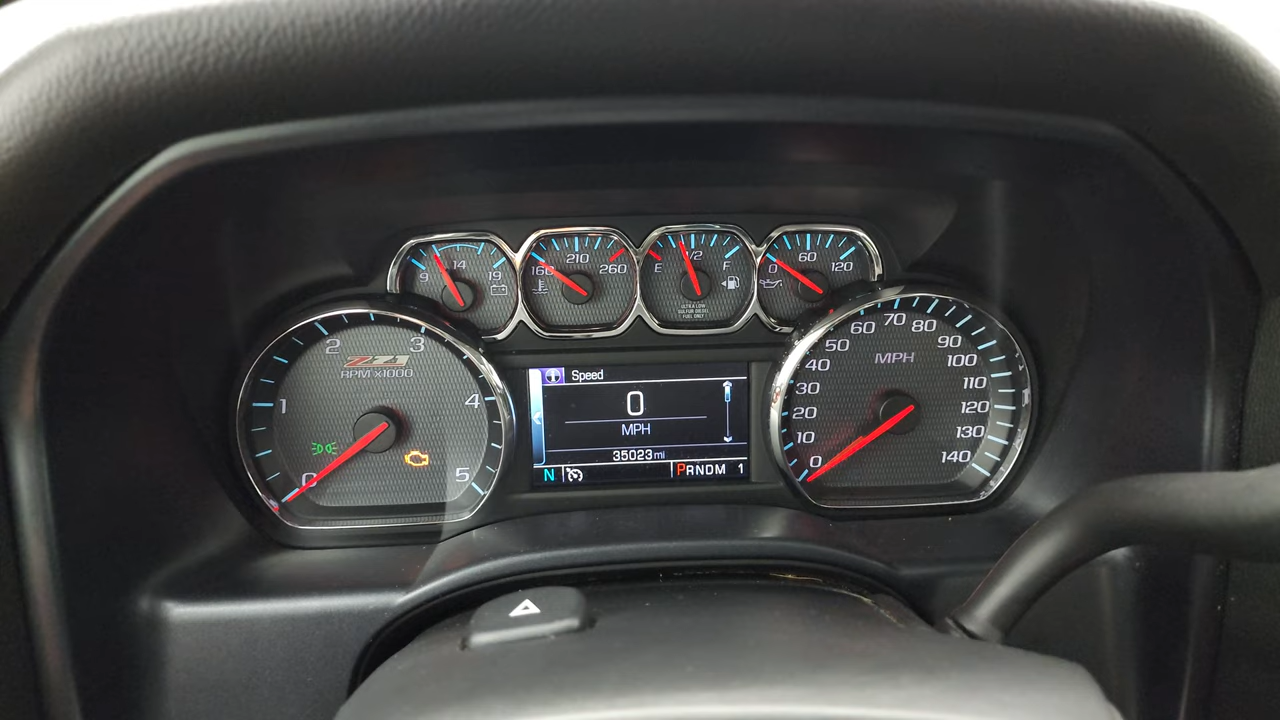 9 14 19
160 210 260
E 1/2 F
ULTRA LOW
SULFUR DIESEL
FUEL ONLY
0 60 120
Z71
RPM x1000
0 1 2 3 4 5
Speed
0
MPH
35023 mi
N
PRNDM 1
MPH
0 10 20 30 40 50 60 70 80 90 100 110 120 130 140